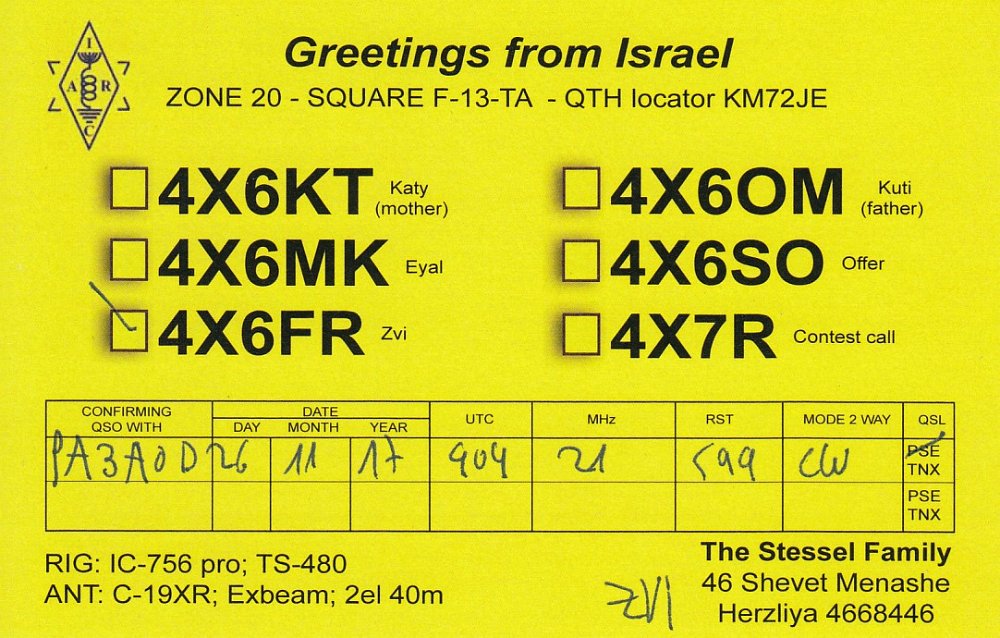 I
A R
C
Greetings from Israel
ZONE 20 - SQUARE F-13-TA - QTH locator KM72JE
4X6KT Katy (mother)
4X6OM Kuti (father)
4X6MK Eyal
4X6SO Offer
4X6FR Zvi
4X7R Contest call
CONFIRMING QSO WITH DATE DAY MONTH YEAR UTC MHz RST MODE 2 WAY QSL
PA3AOD 26 11 17 904 21 599 CW PSE TNX
PSE TNX
RIG: IC-756 pro; TS-480
ANT: C-19XR; Exbeam; 2el 40m
ZVI
The Stessel Family
46 Shevet Menashe
Herzliya 4668446